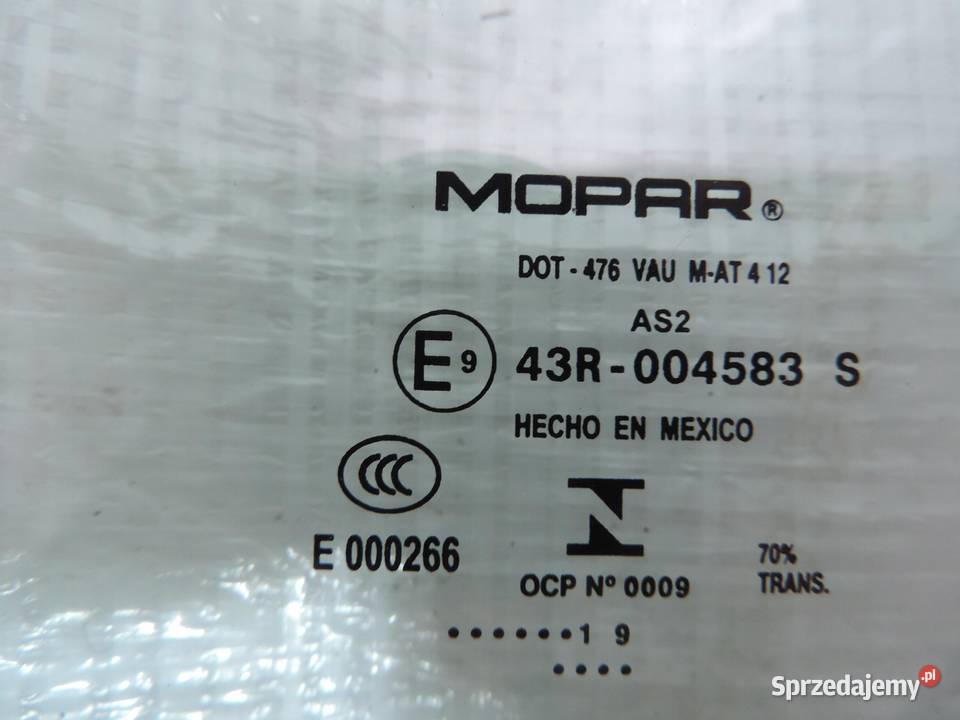 MOPAR®
DOT - 476 VAU M-AT 4 12
AS2
E9 43R - 004583 S
HECHO EN MEXICO
CCC
E 000266
OCP Nº 0009
70%
TRANS.
•••••••1 9
••••
Sprzedajemy.pl